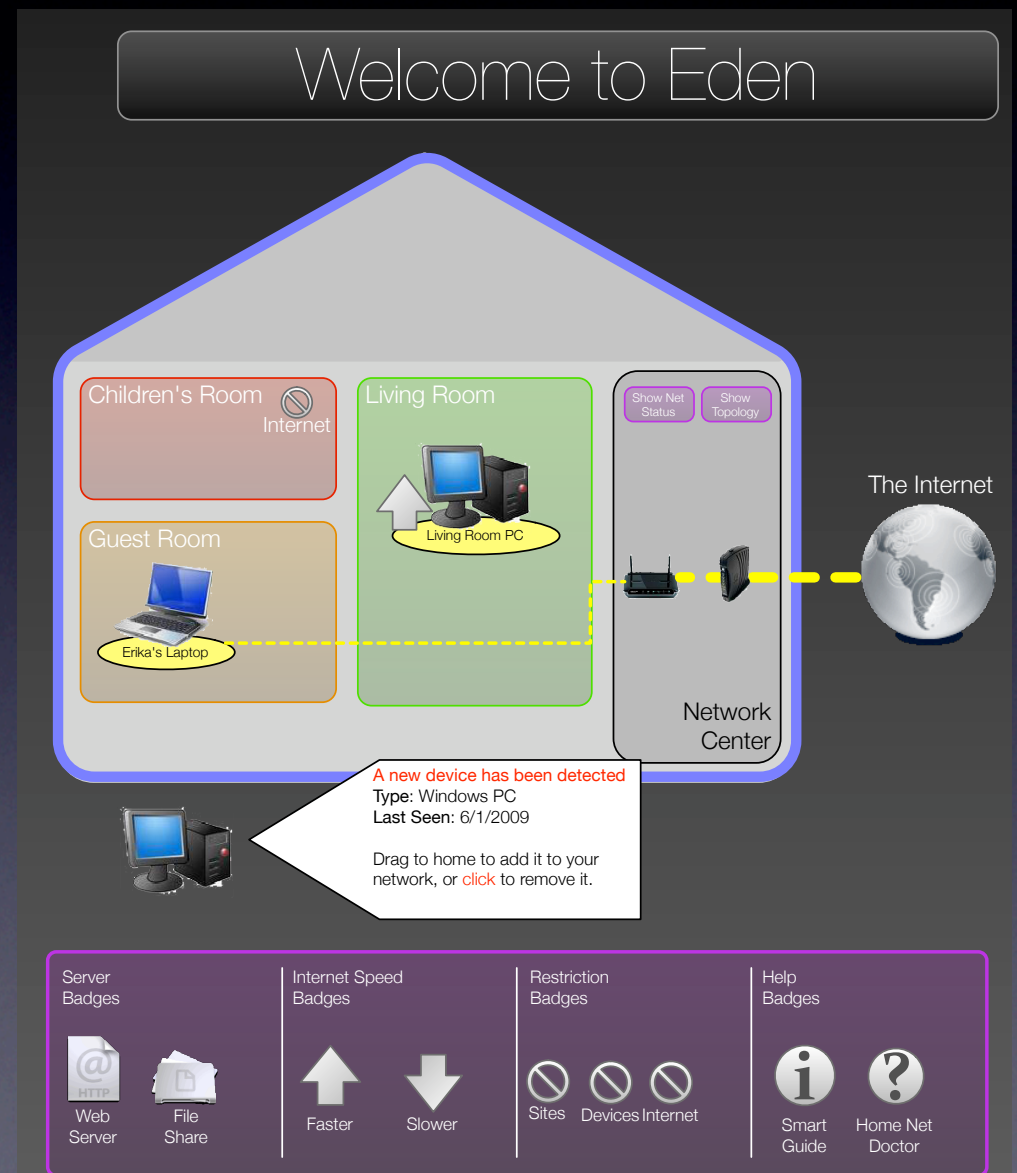 Welcome to Eden
Children's Room
Internet
Living Room
Living Room PC
Show Net
Status
Show
Topology
The Internet
Guest Room
Erika's Laptop
Network
Center
A new device has been detected
Type: Windows PC
Last Seen: 6/1/2009
Drag to home to add it to your
network, or click to remove it.
Server
Badges
@
HTTP
Web
Server
File
Share
Internet Speed
Badges
Faster
Slower
Restriction
Badges
Sites
Devices
Internet
Help
Badges
i
Smart
Guide
?
Home Net
Doctor